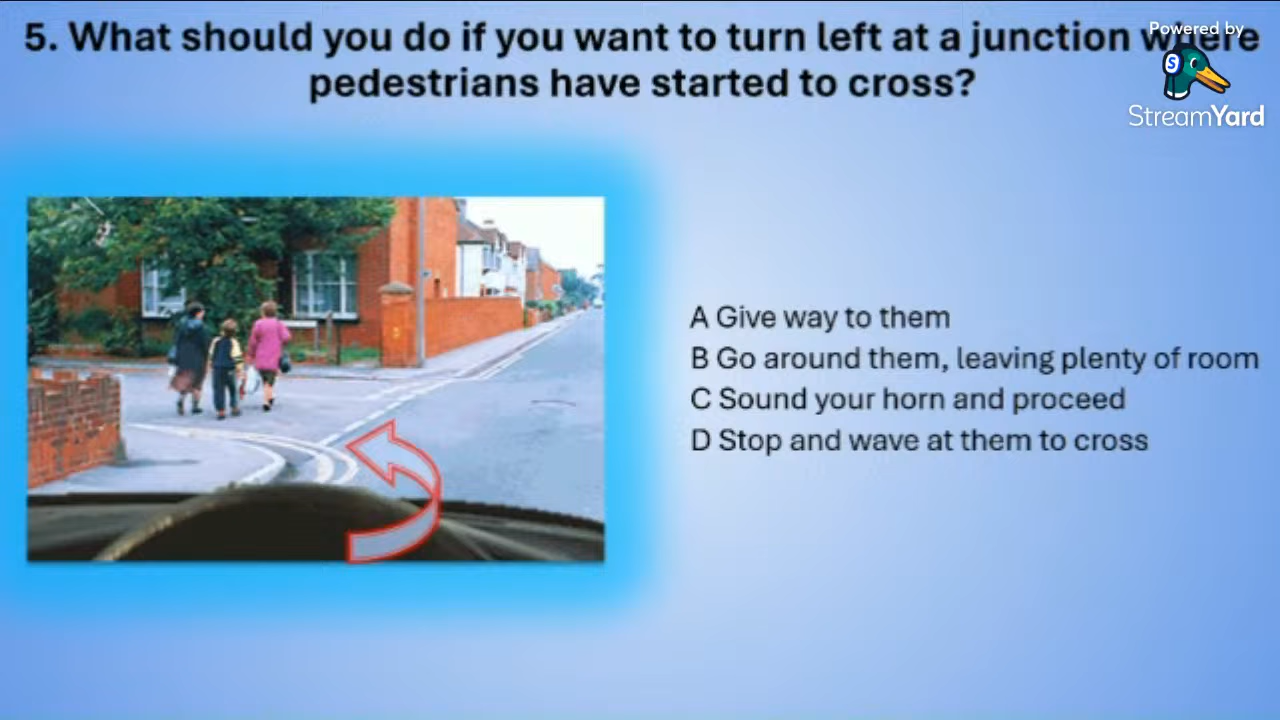 5. What should you do if you want to turn left at a junction where
pedestrians have started to cross?
Powered by
S
StreamYard
A Give way to them
B Go around them, leaving plenty of room
C Sound your horn and proceed
D Stop and wave at them to cross